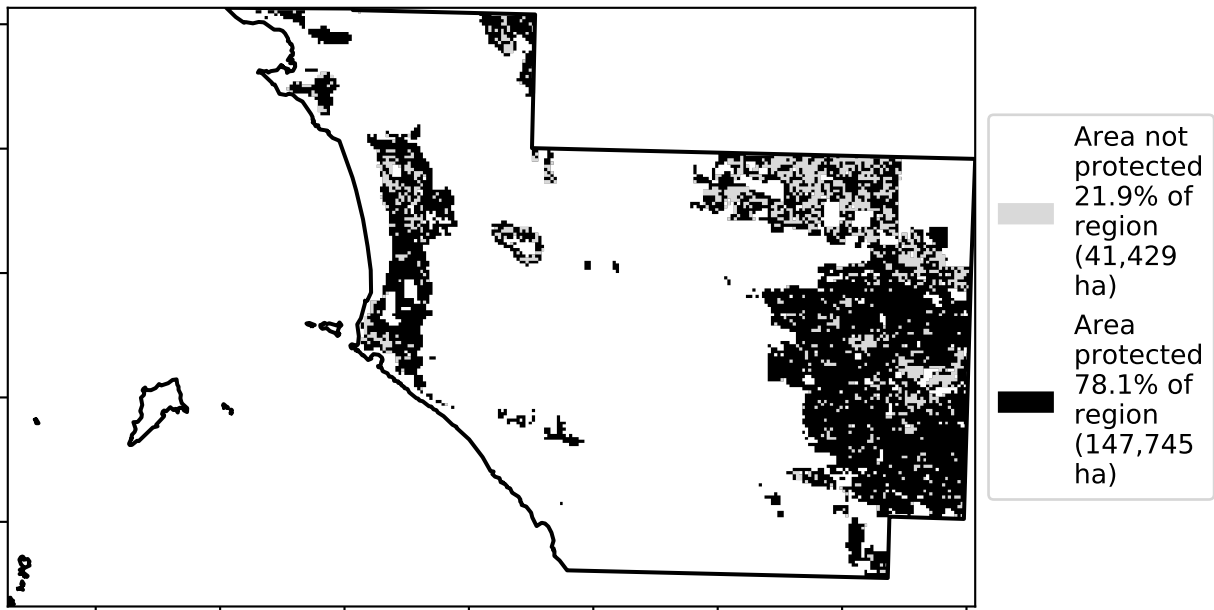 Area not
protected
21.9% of
region
(41,429
ha)
Area
protected
78.1% of
region
(147,745
ha)